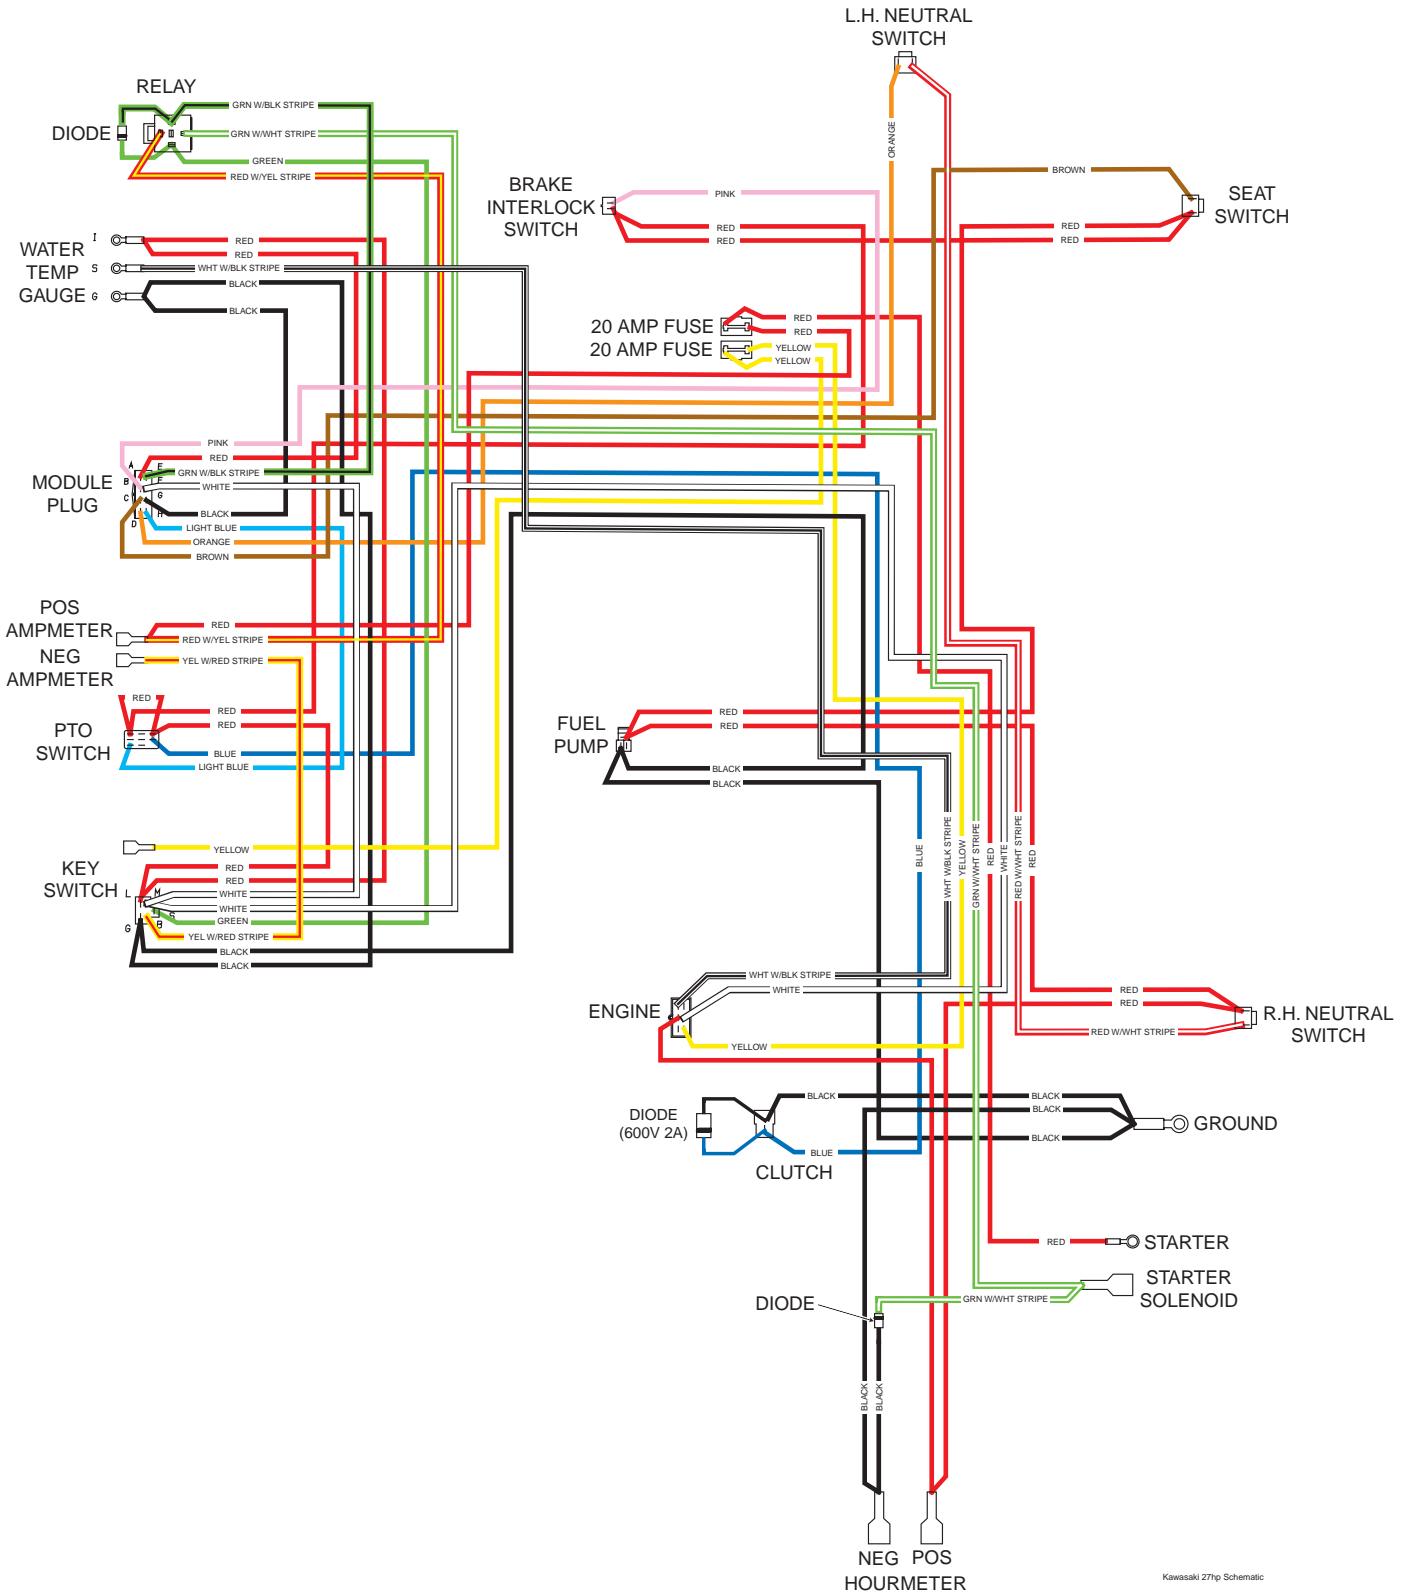 L.H. NEUTRAL
SWITCH
RELAY
GRN W/BLK STRIPE
DIODE
GRN W/WHT STRIPE
GREEN
RED W/YEL STRIPE
ORANGE
BROWN
BRAKE
INTERLOCK
SWITCH
PINK
RED
RED
SEAT
SWITCH
RED
RED
WATER
TEMP
GAUGE
I
S
G
RED
RED
WHT W/BLK STRIPE
BLACK
BLACK
20 AMP FUSE
20 AMP FUSE
RED
RED
YELLOW
YELLOW
MODULE
PLUG
A
B
C
D
E
F
G
H
PINK
RED
GRN W/BLK STRIPE
WHITE
BLACK
LIGHT BLUE
ORANGE
BROWN
POS
AMPMETER
NEG
AMPMETER
RED
RED W/YEL STRIPE
YEL W/RED STRIPE
PTO
SWITCH
RED
RED
RED
BLUE
LIGHT BLUE
FUEL
PUMP
RED
RED
BLACK
BLACK
KEY
SWITCH
YELLOW
RED
RED
L
M
S
G
B
WHITE
WHITE
GREEN
YEL W/RED STRIPE
BLACK
BLACK
BLUE
WHT W/BLK STRIPE
YELLOW
GRN W/WHT STRIPE
RED
WHITE
RED W/WHT STRIPE
RED
ENGINE
WHT W/BLK STRIPE
WHITE
YELLOW
RED
RED
RED W/WHT STRIPE
R.H. NEUTRAL
SWITCH
DIODE
(600V 2A)
CLUTCH
BLACK
BLUE
BLACK
BLACK
BLACK
GROUND
RED
STARTER
STARTER
SOLENOID
GRN W/WHT STRIPE
DIODE
BLACK
BLACK
NEG POS
HOURMETER
Kawasaki 27hp Schematic